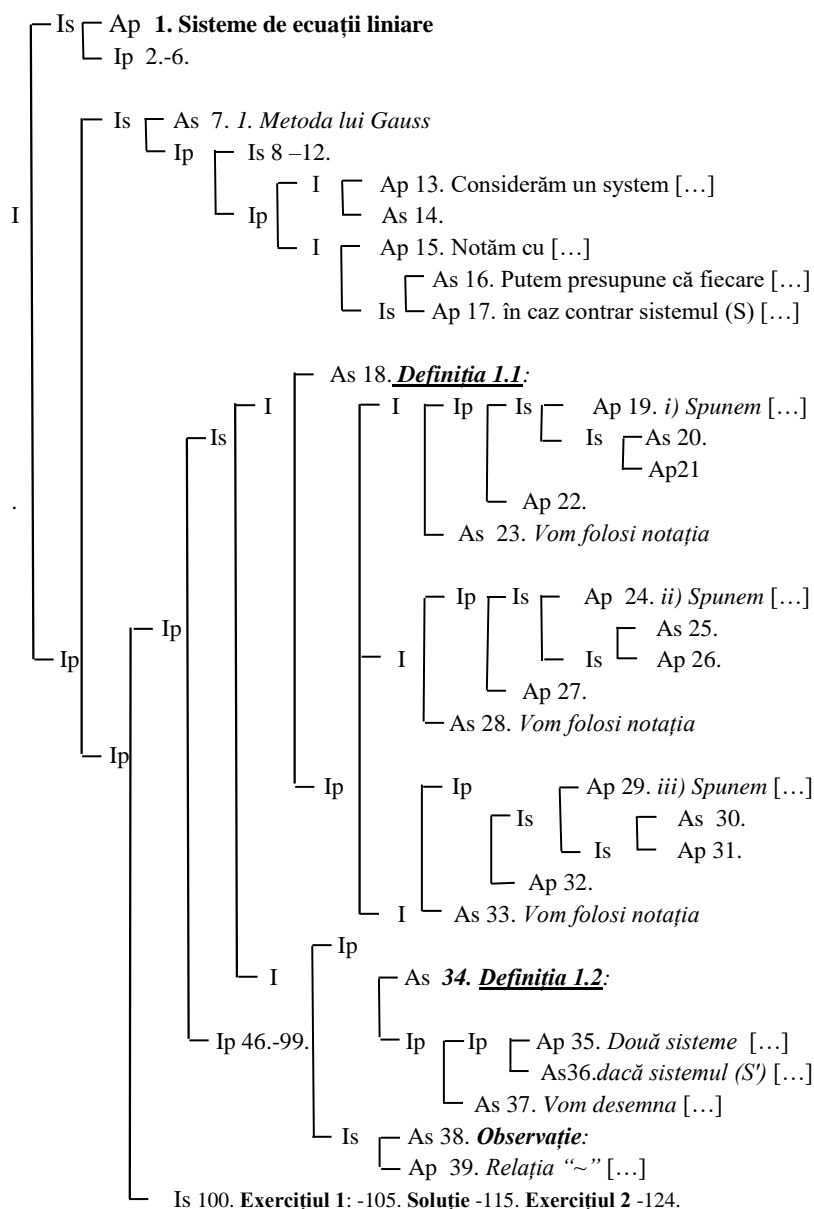 Is Ap 1. Sisteme de ecuații liniare
Ip 2.-6.
Is As 7. 1. Metoda lui Gauss
Ip Is 8 –12.
I Ap 13. Considerăm un system […]
I Ip As 14.
I Ap 15. Notăm cu […]
As 16. Putem presupune că fiecare […]
Is Ap 17. în caz contrar sistemul (S) […]
As 18. Definiția 1.1:
I I Ip Is Ap 19. i) Spunem […]
Is Is As 20.
Ap21
. Ap 22.
As 23. Vom folosi notația
Ip Is Ap 24. ii) Spunem […]
Ip As 25.
Ip I Is Ap 26.
Ap 27.
As 28. Vom folosi notația
Ip
Ip Ip Ap 29. iii) Spunem […]
Is As 30.
Is Ap 31.
Ap 32.
I As 33. Vom folosi notația
Ip
I As 34. Definiția 1.2:
Ip 46.-99. Ip Ip Ap 35. Două sisteme […]
As36.dacă sistemul (S') […]
As 37. Vom desemna […]
Is As 38. Observație:
Ap 39. Relația “~” […]
Is 100. Exercițiul 1: -105. Soluție -115. Exercițiul 2 -124.